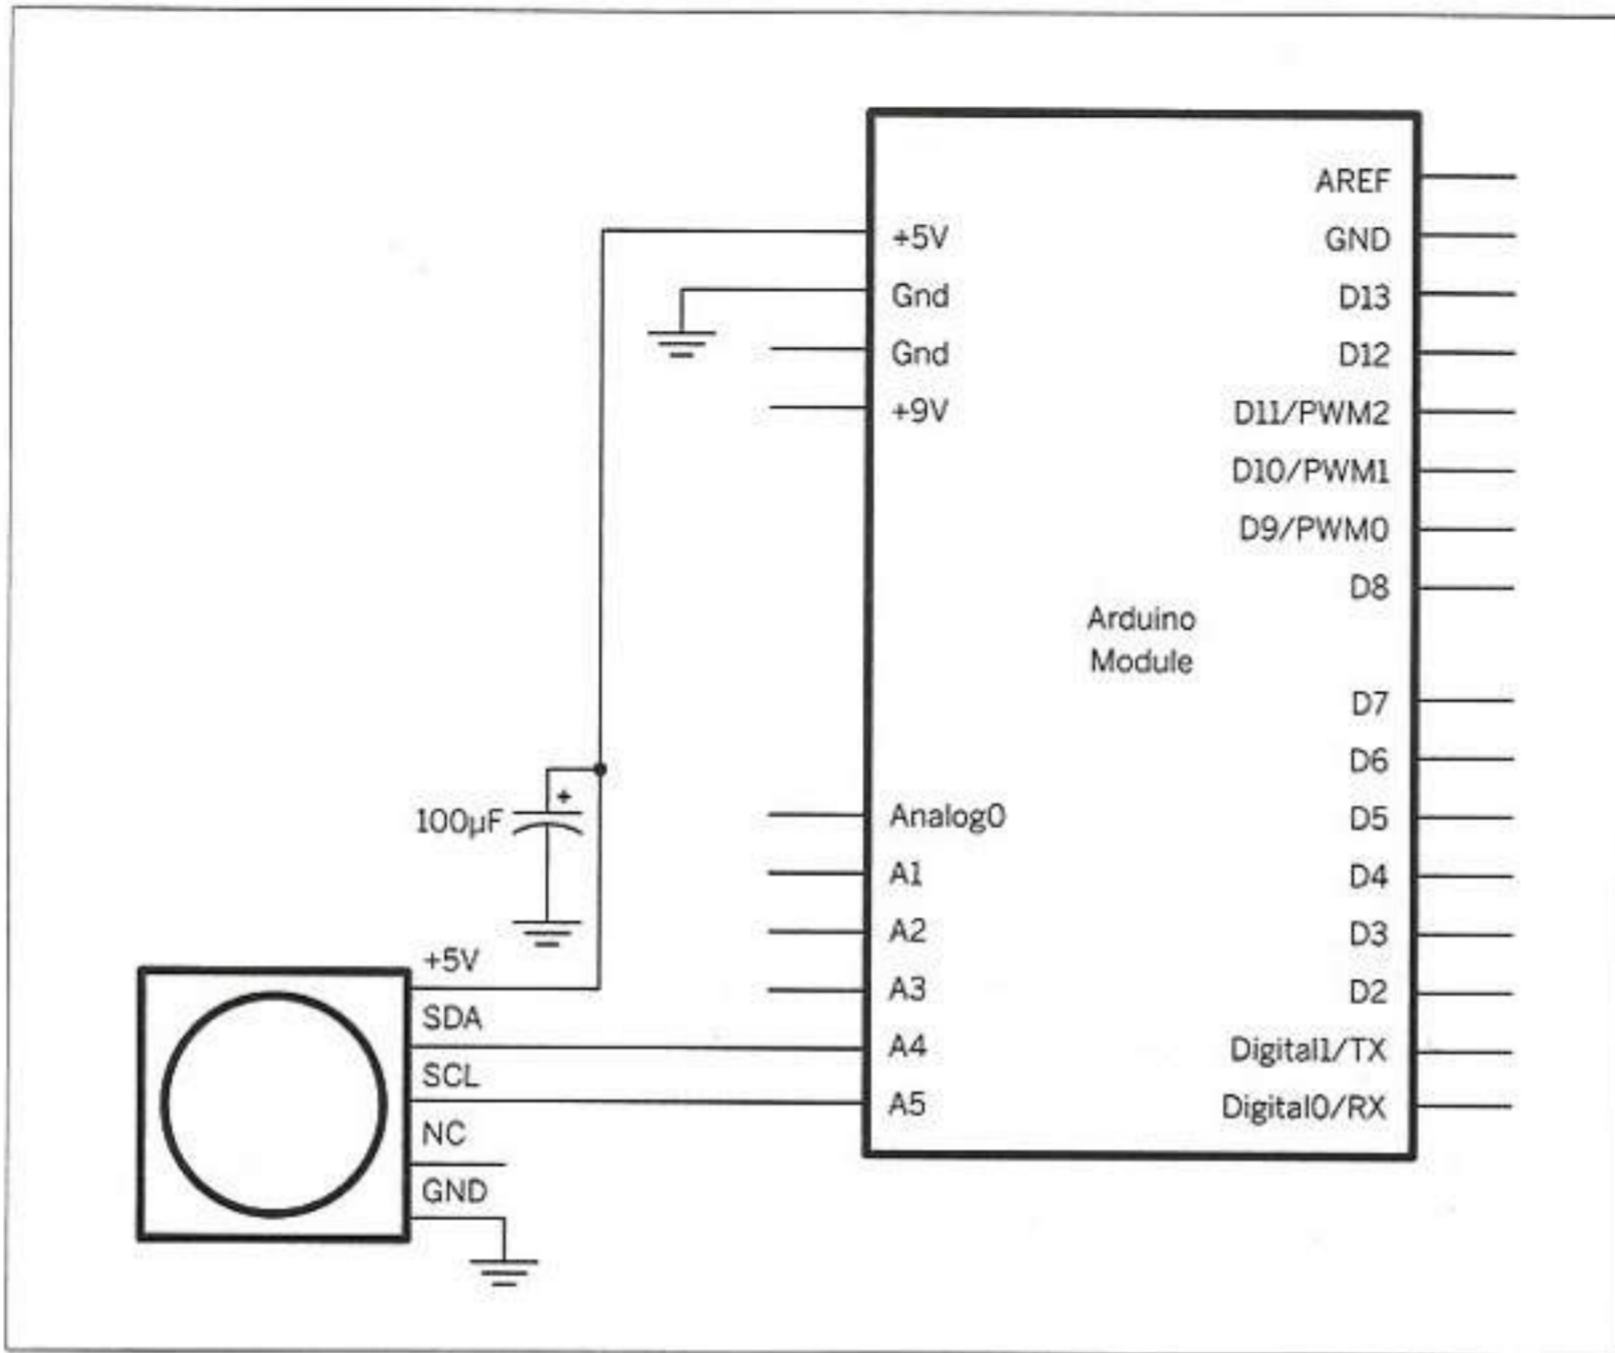 +5V
Gnd
Gnd
+9V
Analog0
A1
A2
A3
A4
A5
AREF
GND
D13
D12
D11/PWM2
D10/PWM1
D9/PWM0
D8
Arduino
Module
D7
D6
D5
D4
D3
D2
Digital1/TX
Digital0/RX
+
100µF
+5V
SDA
SCL
NC
GND